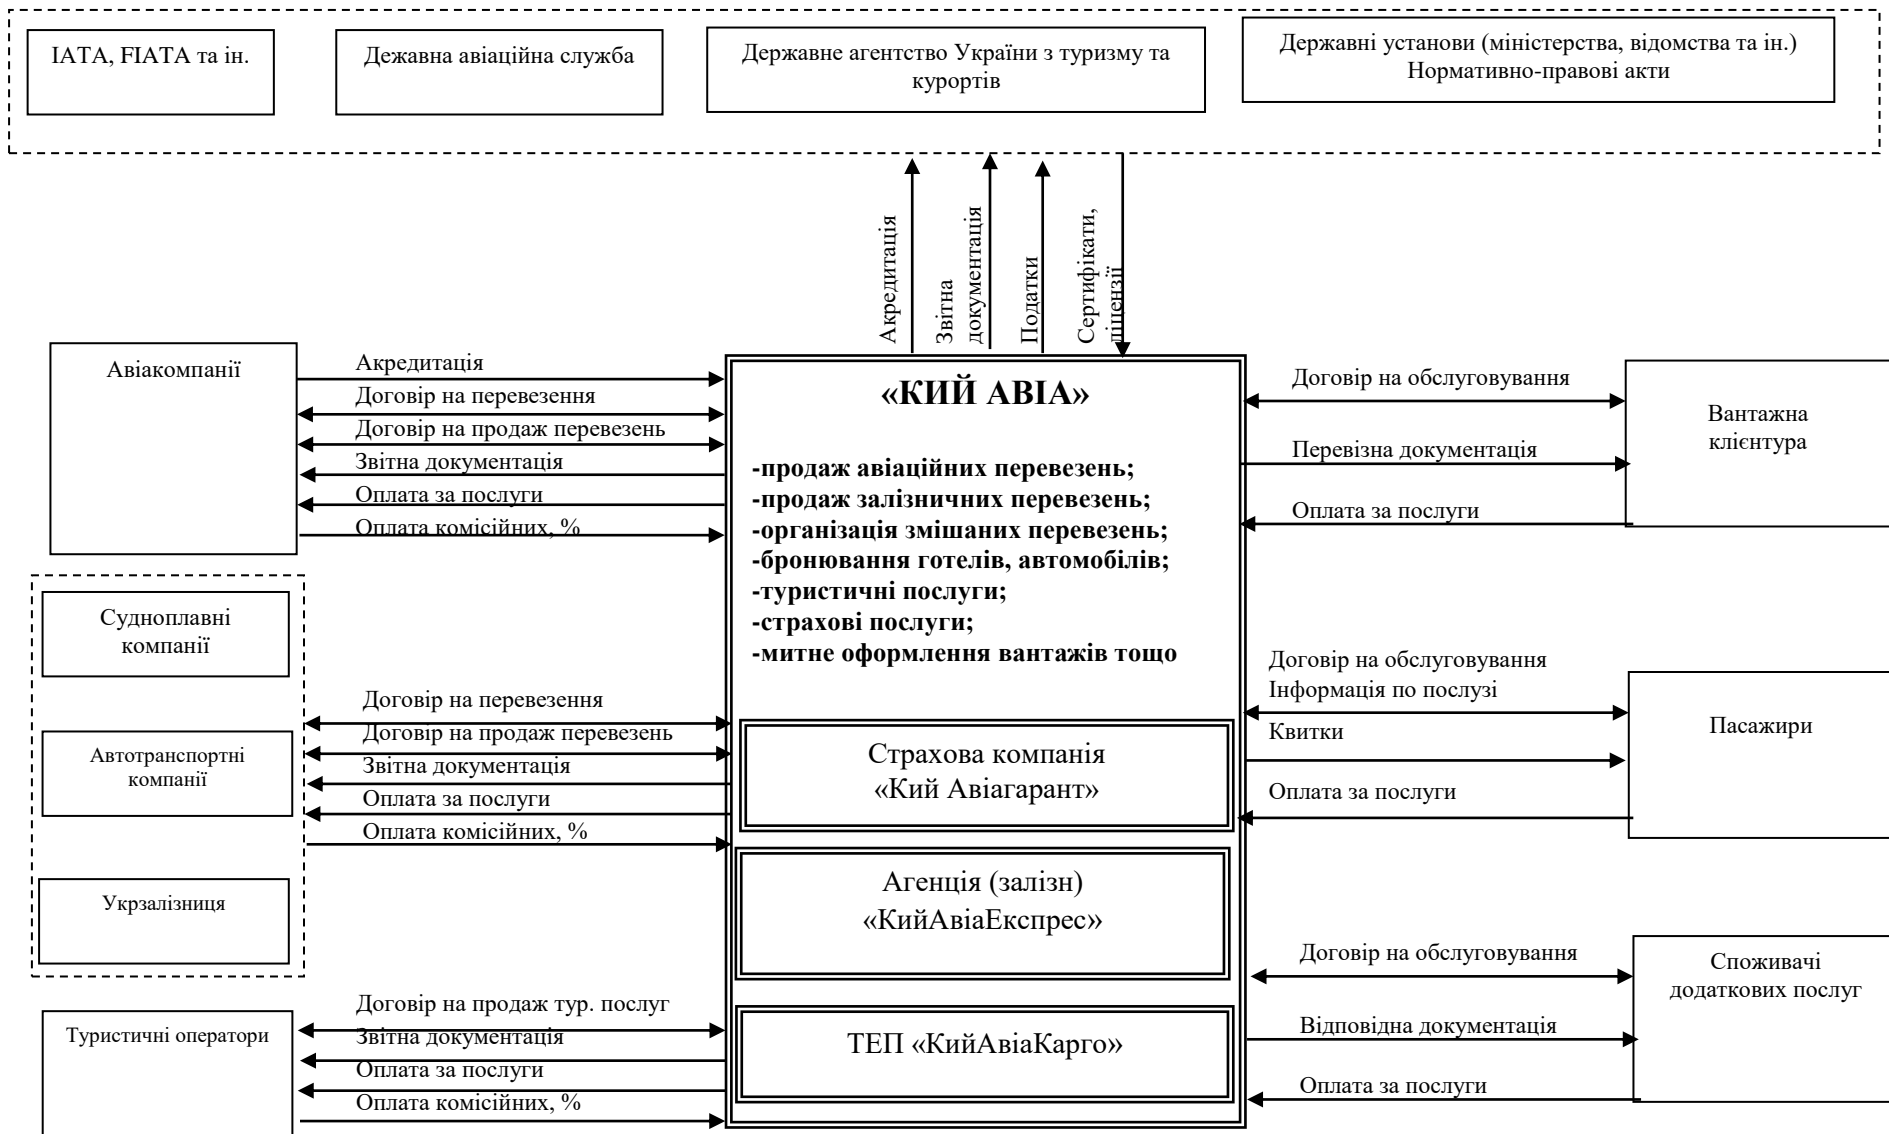 ІАТА, FIATA та ін.
Дежавна авіаційна служба
Державне агентство України з туризму та
курортів
Державні установи (міністерства, відомства та ін.)
Нормативно-правові акти
Акредитація
Звітна
документація
Податки
Сертифікати,
ліцензії
Авіакомпанії
Акредитація
Договір на перевезення
Договір на продаж перевезень
Звітна документація
Оплата за послуги
Оплата комісійних, %
Судноплавні
компанії
Автотранспортні
компанії
Укрзалізниця
Договір на перевезення
Договір на продаж перевезень
Звітна документація
Оплата за послуги
Оплата комісійних, %
Туристичні оператори
Договір на продаж тур. послуг
Звітна документація
Оплата за послуги
Оплата комісійних, %
«КИЙ АВІА»
-продаж авіаційних перевезень;
-продаж залізничних перевезень;
-організація змішаних перевезень;
-бронювання готелів, автомобілів;
-туристичні послуги;
-страхові послуги;
-митне оформлення вантажів тощо
Страхова компанія
«Кий Авіагарант»
Агенція (залізн)
«КийАвіаЕкспрес»
ТЕП «КийАвіаКарго»
Договір на обслуговування
Перевізна документація
Оплата за послуги
Вантажна
клієнтура
Договір на обслуговування
Інформація по послузі
Квитки
Оплата за послуги
Пасажири
Договір на обслуговування
Відповідна документація
Оплата за послуги
Споживачі
додаткових послуг